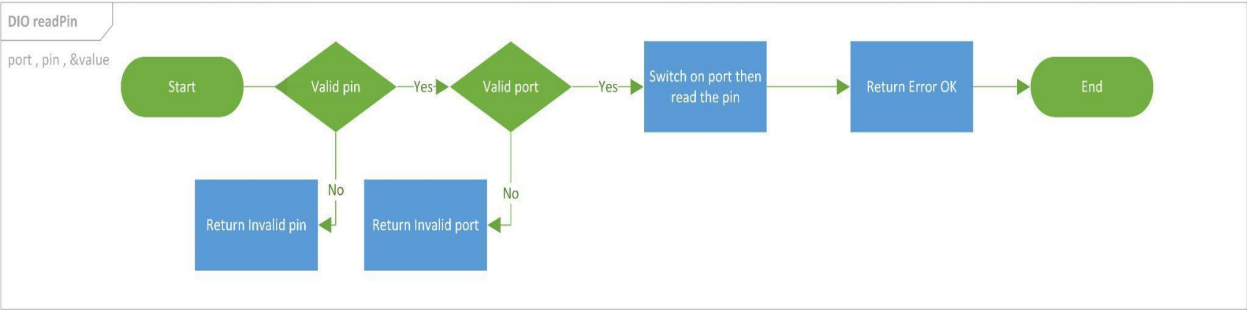 DIO readPin
port , pin , &value
Start
Valid pin
Yes
Valid port
Yes
Switch on port then
read the pin
Return Error OK
End
No
No
Return Invalid pin
Return Invalid port